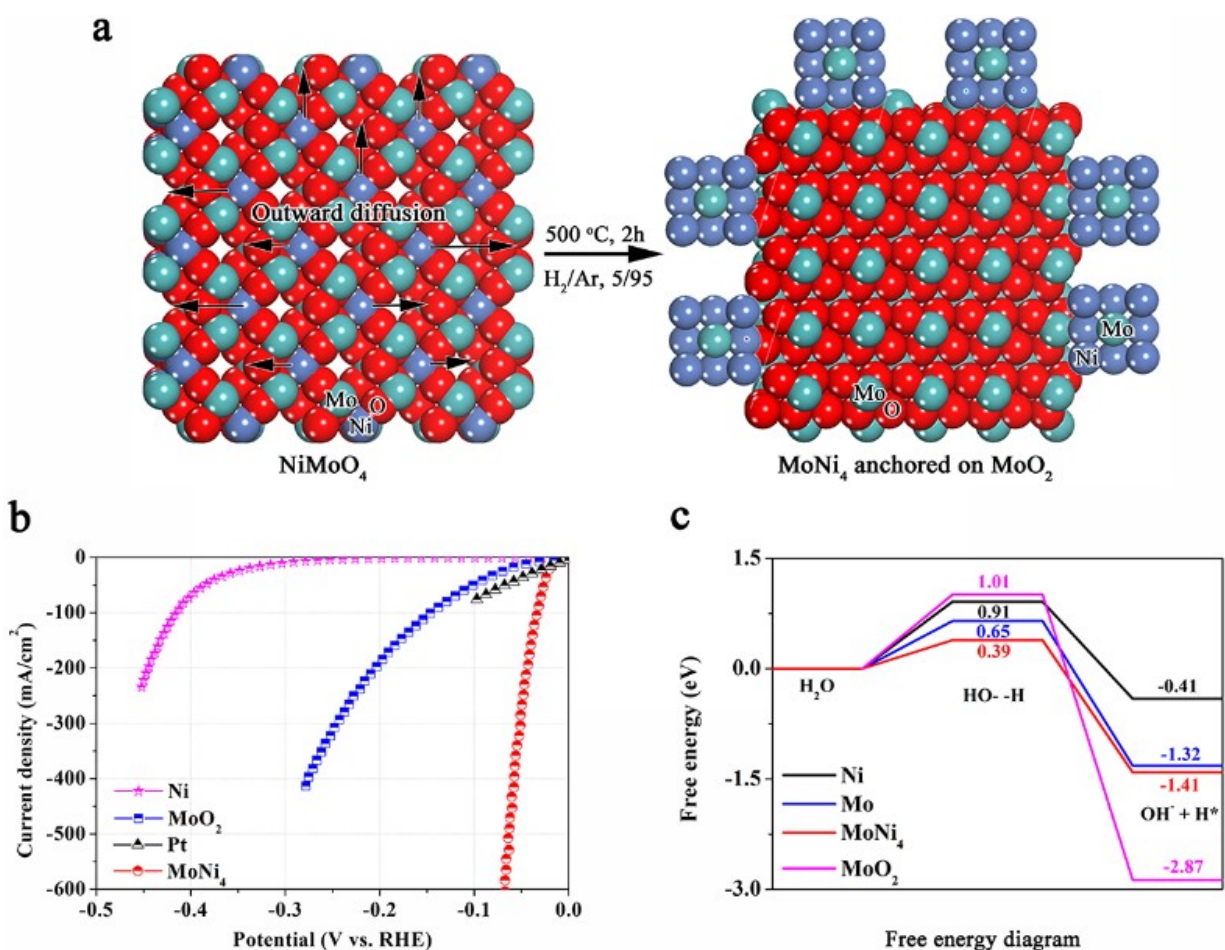 a
Outward diffusion
500 °C, 2h
H₂/Ar, 5/95
Mo
O
Ni
Mo
Ni
Mo
O
NiMoO₄
MoNi₄ anchored on MoO₂
b
0
-100
-200
-300
-400
-500
-600
Current density (mA/cm²)
Ni
MoO₂
Pt
MoNi₄
-0.5
-0.4
-0.3
-0.2
-0.1
0.0
Potential (V vs. RHE)
c
1.5
0.0
-1.5
-3.0
Free energy (eV)
1.01
0.91
0.65
0.39
H₂O
HO- -H
-0.41
-1.32
-1.41
OH⁻ + H*
-2.87
Ni
Mo
MoNi₄
MoO₂
Free energy diagram